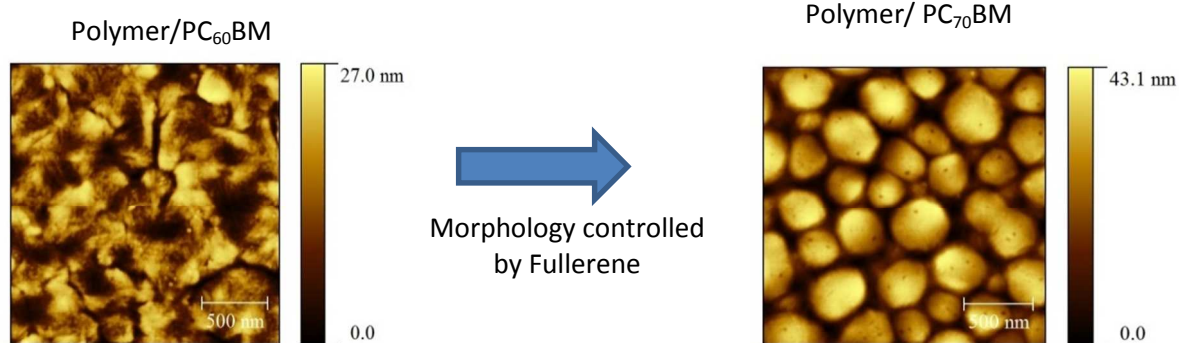 Polymer/PC₆₀BM
27.0 nm
500 nm
0.0
Morphology controlled
by Fullerene
Polymer/ PC₇₀BM
43.1 nm
500 nm
0.0